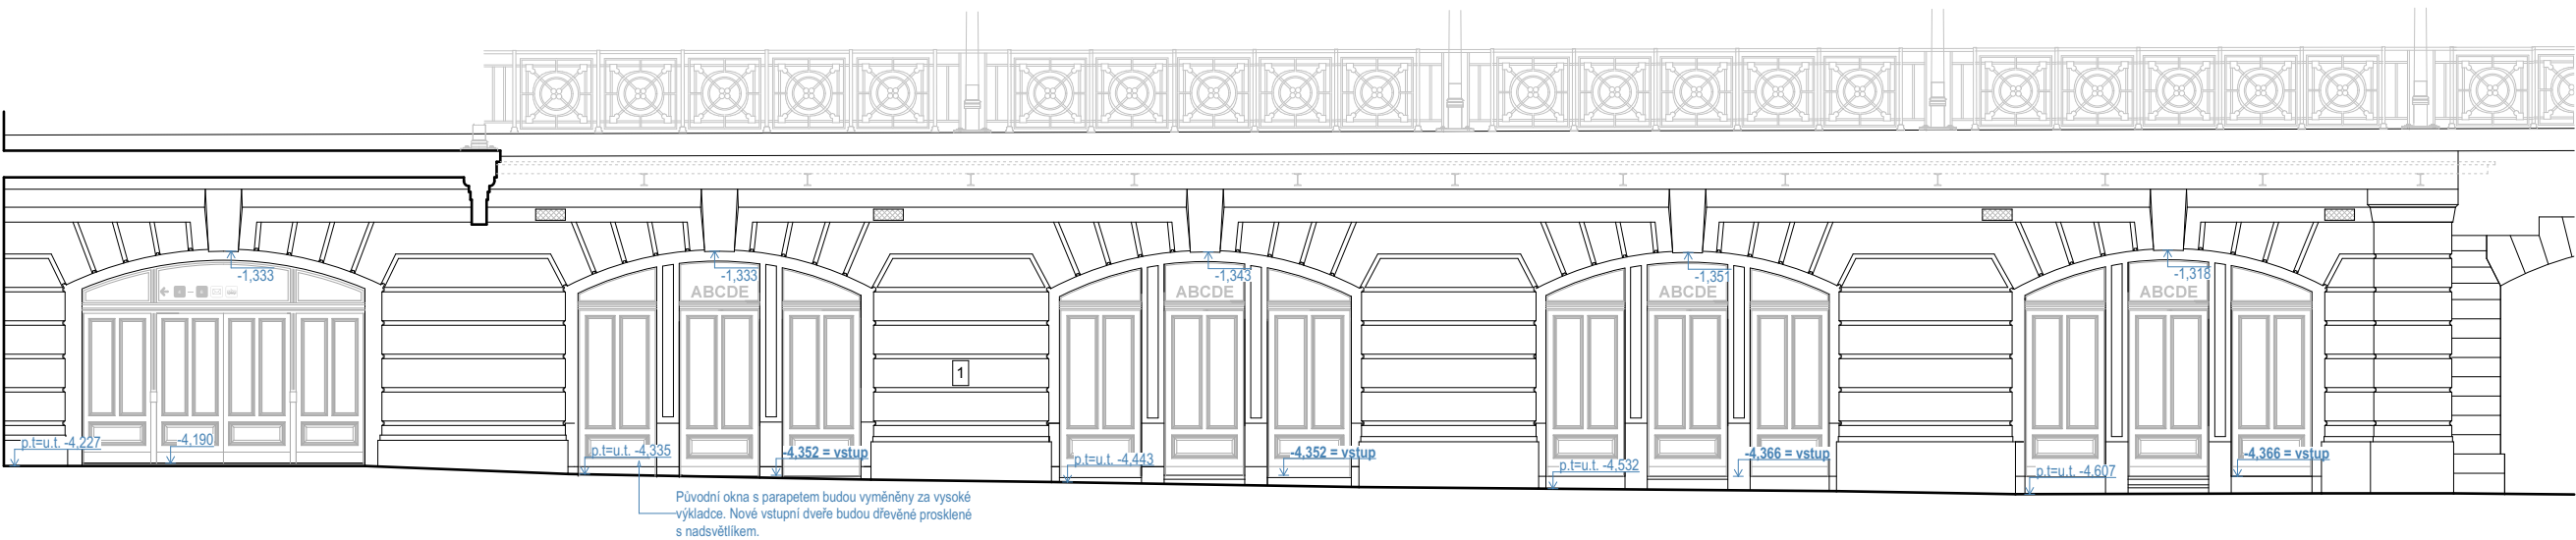 -1,333
-1,333
-1,343
-1,351
-1,318
ABCDE
ABCDE
ABCDE
ABCDE
1
p.t=u.t. -4,227
-4,190
p.t=u.t. -4,335
-4,352 = vstup
p.t=u.t. -4,443
-4,352 = vstup
p.t=u.t. -4,532
-4,366 = vstup
p.t=u.t. -4,607
-4,366 = vstup
Původní okna s parapetem budou vyměněny za vysoké
výkladce. Nové vstupní dveře budou dřevěné prosklené
s nadsvětlíkem.